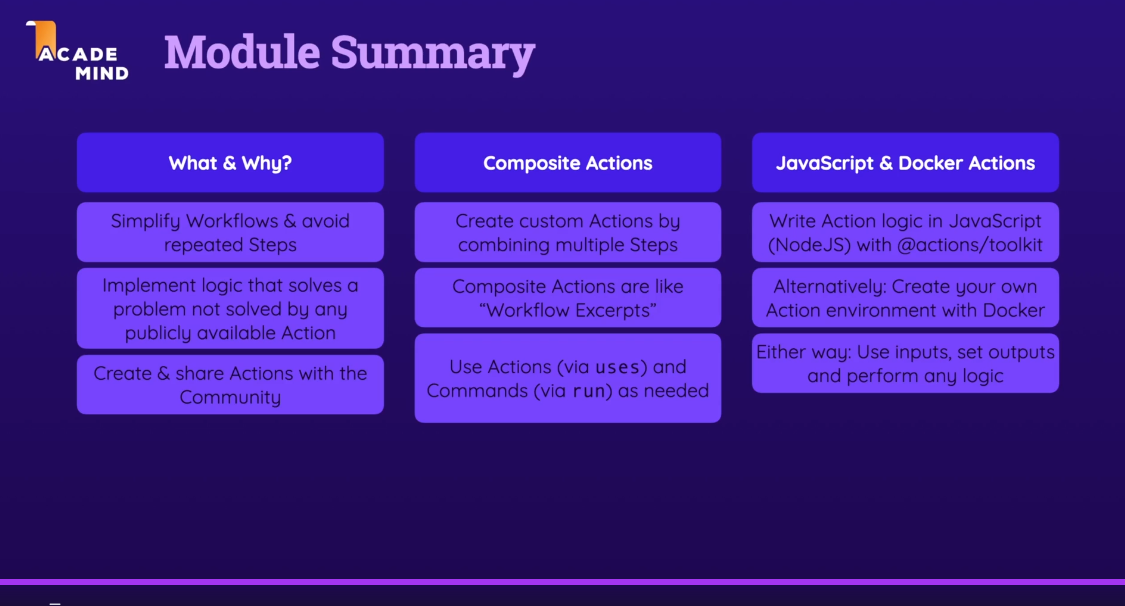 ACADE
MIND
Module Summary
What & Why?
Simplify Workflows & avoid
repeated Steps
Implement logic that solves a
problem not solved by any
publicly available Action
Create & share Actions with the
Community
Composite Actions
Create custom Actions by
combining multiple Steps
Composite Actions are like
“Workflow Excerpts”
Use Actions (via uses) and
Commands (via run) as needed
JavaScript & Docker Actions
Write Action logic in JavaScript
(NodeJS) with @actions/toolkit
Alternatively: Create your own
Action environment with Docker
Either way: Use inputs, set outputs
and perform any logic